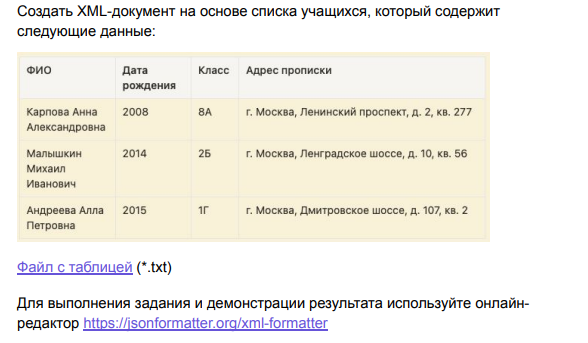 Создать XML-документ на основе списка учащихся, который содержит
следующие данные:
ФИО Дата рождения Класс Адрес прописки
Карпова Анна Александровна 2008 8А г. Москва, Ленинский проспект, д. 2, кв. 277
Малышкин Михаил Иванович 2014 2Б г. Москва, Ленградское шоссе, д. 10, кв. 56
Андреева Алла Петровна 2015 1Г г. Москва, Дмитровское шоссе, д. 107, кв. 2
Файл с таблицей (*.txt)
Для выполнения задания и демонстрации результата используйте онлайн-
редактор https://jsonformatter.org/xml-formatter